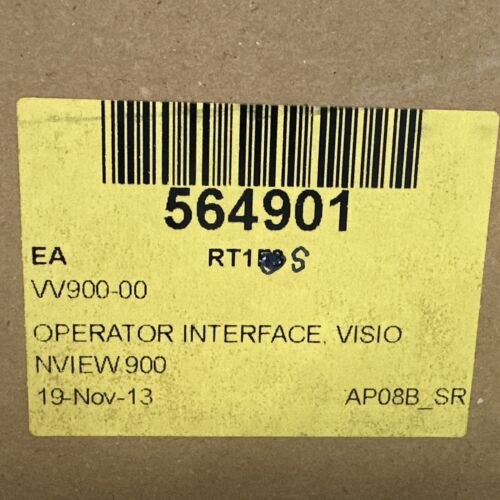 564901
EA
VV900-00
OPERATOR INTERFACE, VISIO
NVIEW 900
19-Nov-13 AP08B_SR